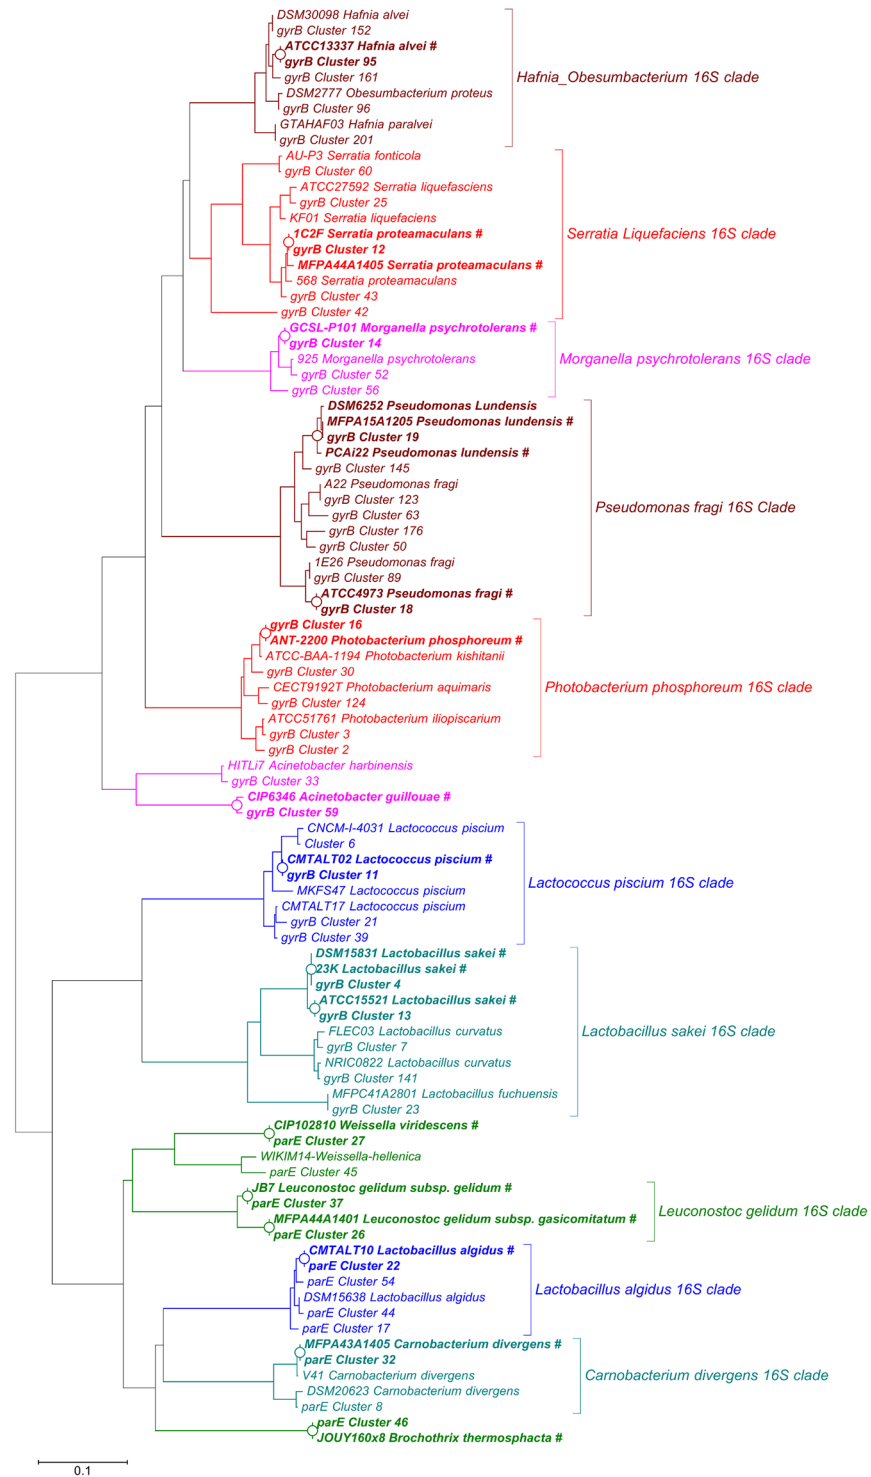 DSM30098 Hafnia alvei
gyrB Cluster 152
ATCC13337 Hafnia alvei #
gyrB Cluster 95
gyrB Cluster 161
Hafnia_Obesumbacterium 16S clade
DSM2777 Obesumbacterium proteus
gyrB Cluster 96
GTAHAF03 Hafnia paralvei
gyrB Cluster 201
AU-P3 Serratia fonticola
gyrB Cluster 60
ATCC27592 Serratia liquefasciens
gyrB Cluster 25
KF01 Serratia liquefaciens
1C2F Serratia proteamaculans #
Serratia Liquefaciens 16S clade
gyrB Cluster 12
MFPA44A1405 Serratia proteamaculans #
568 Serratia proteamaculans
gyrB Cluster 43
gyrB Cluster 42
GCSL-P101 Morganella psychrotolerans #
gyrB Cluster 14
925 Morganella psychrotolerans
Morganella psychrotolerans 16S clade
gyrB Cluster 52
gyrB Cluster 56
DSM6252 Pseudomonas Lundensis
MFPA15A1205 Pseudomonas lundensis #
gyrB Cluster 19
PCAi22 Pseudomonas lundensis #
gyrB Cluster 145
A22 Pseudomonas fragi
gyrB Cluster 123
Pseudomonas fragi 16S Clade
gyrB Cluster 63
gyrB Cluster 176
gyrB Cluster 50
1E26 Pseudomonas fragi
gyrB Cluster 89
ATCC4973 Pseudomonas fragi #
gyrB Cluster 18
gyrB Cluster 16
ANT-2200 Photobacterium phosphoreum #
ATCC-BAA-1194 Photobacterium kishitanii
gyrB Cluster 30
CECT9192T Photobacterium aquimaris
Photobacterium phosphoreum 16S clade
gyrB Cluster 124
ATCC51761 Photobacterium iliopiscarium
gyrB Cluster 3
gyrB Cluster 2
HITLi7 Acinetobacter harbinensis
gyrB Cluster 33
CIP6346 Acinetobacter guillouae #
gyrB Cluster 59
CNCM-I-4031 Lactococcus piscium
Cluster 6
CMTALT02 Lactococcus piscium #
gyrB Cluster 11
Lactococcus piscium 16S clade
MKFS47 Lactococcus piscium
CMTALT17 Lactococcus piscium
gyrB Cluster 21
gyrB Cluster 39
DSM15831 Lactobacillus sakei #
23K Lactobacillus sakei #
gyrB Cluster 4
ATCC15521 Lactobacillus sakei #
gyrB Cluster 13
FLEC03 Lactobacillus curvatus
Lactobacillus sakei 16S clade
gyrB Cluster 7
NRIC0822 Lactobacillus curvatus
gyrB Cluster 141
MFPC41A2801 Lactobacillus fuchuensis
gyrB Cluster 23
CIP102810 Weissella viridescens #
parE Cluster 27
WIKIM14-Weissella-hellenica
parE Cluster 45
JB7 Leuconostoc gelidum subsp. gelidum #
parE Cluster 37
Leuconostoc gelidum 16S clade
MFPA44A1401 Leuconostoc gelidum subsp. gasicomitatum #
parE Cluster 26
CMTALT10 Lactobacillus algidus #
parE Cluster 22
parE Cluster 54
Lactobacillus algidus 16S clade
DSM15638 Lactobacillus algidus
parE Cluster 44
parE Cluster 17
MFPA43A1405 Carnobacterium divergens #
parE Cluster 32
V41 Carnobacterium divergens
Carnobacterium divergens 16S clade
DSM20623 Carnobacterium divergens
parE Cluster 8
parE Cluster 46
JOUY160x8 Brochothrix thermosphacta #
0.1